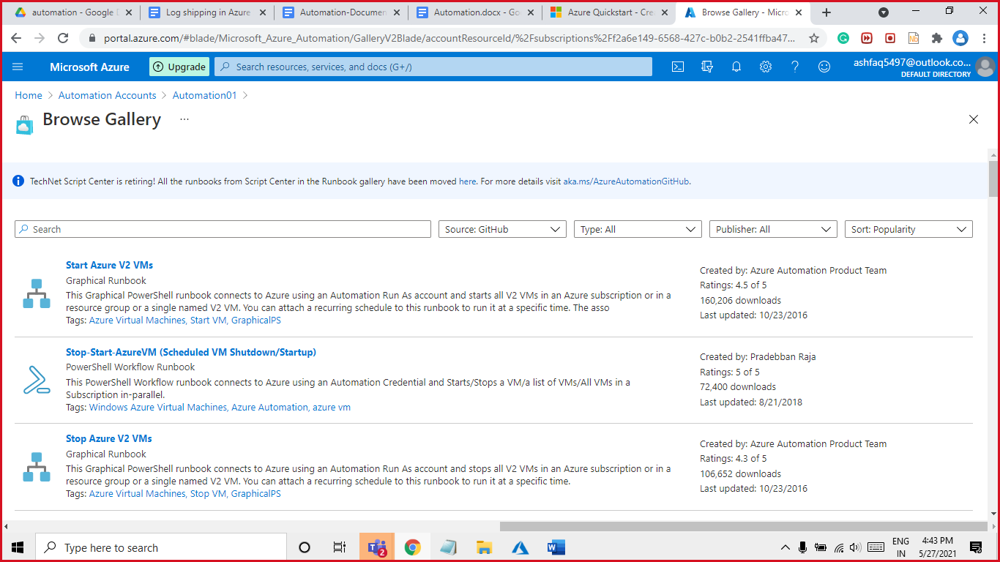 automation - Google D
Log shipping in Azure
Automation-Documen
Automation.docx - Go
Azure Quickstart - Cre
Browse Gallery - Micro
portal.azure.com/#blade/Microsoft_Azure_Automation/GalleryV2Blade/accountResourceId/%2Fsubscriptions%2Ff2a6e149-6568-427c-b0b2-2541ffba47...
Microsoft Azure
Upgrade
Search resources, services, and docs (G+/)
ashfaq5497@outlook.co...
DEFAULT DIRECTORY
Home > Automation Accounts > Automation01 >
Browse Gallery ...
TechNet Script Center is retiring! All the runbooks from Script Center in the Runbook gallery have been moved here. For more details visit aka.ms/AzureAutomationGitHub.
Search
Source: GitHub
Type: All
Publisher: All
Sort: Popularity
Start Azure V2 VMs
Graphical Runbook
This Graphical PowerShell runbook connects to Azure using an Automation Run As account and starts all V2 VMs in an Azure subscription or in a
resource group or a single named V2 VM. You can attach a recurring schedule to this runbook to run it at a specific time. The asso
Tags: Azure Virtual Machines, Start VM, GraphicalPS
Created by: Azure Automation Product Team
Ratings: 4.5 of 5
160,206 downloads
Last updated: 10/23/2016
Stop-Start-AzureVM (Scheduled VM Shutdown/Startup)
PowerShell Workflow Runbook
This PowerShell Workflow runbook connects to Azure using an Automation Credential and Starts/Stops a VM/a list of VMs/All VMs in a
Subscription in-parallel.
Tags: Windows Azure Virtual Machines, Azure Automation, azure vm
Created by: Pradebban Raja
Ratings: 5 of 5
72,400 downloads
Last updated: 8/21/2018
Stop Azure V2 VMs
Graphical Runbook
This Graphical PowerShell runbook connects to Azure using an Automation Run As account and stops all V2 VMs in an Azure subscription or in a
resource group or a single named V2 VM. You can attach a recurring schedule to this runbook to run it at a specific time.
Tags: Azure Virtual Machines, Stop VM, GraphicalPS
Created by: Azure Automation Product Team
Ratings: 4.3 of 5
106,652 downloads
Last updated: 10/23/2016
Type here to search
2
ENG
IN
4:43 PM
5/27/2021